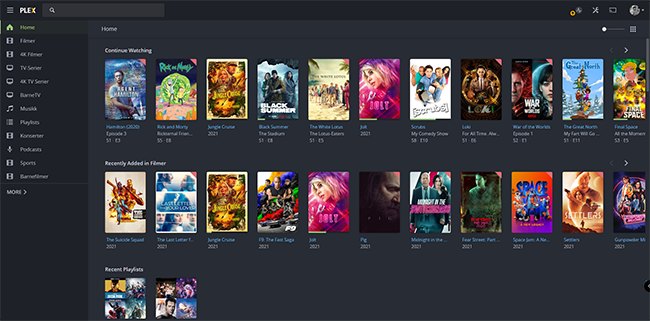 PLEX
Home
Filmer
4K Filmer
TV Serier
4K TV Serier
BarneTV
Musikk
Playlists
Konserter
Podcasts
Sports
Barnefilmer
MORE
Home
Continue Watching
Hamilton (2020)
Episode 3
S1 · E3
Rick and Morty
Rickternal Frien...
S5 · E8
Jungle Cruise
2021
Black Summer
The Stadium
S1 · E8
The White Lotus
The Lotus-Eaters
S1 · E5
Jolt
2021
Scrubs
My Comedy Show
S8 · E10
Loki
For All Time. Alw...
S1 · E6
War of the Worlds
Episode 1
S2 · E1
The Great North
My Fart Will Go ...
S1 · E11
Final Space
All the Moments ...
Recently Added in Filmer
The Suicide Squad
2021
The Last Letter f...
2021
Jungle Cruise
2021
F9: The Fast Saga
2021
Jolt
2021
Pig
2021
Midnight in the ...
2021
Fear Street: Part ...
2021
Space Jam: A Ne...
2021
Settlers
2021
Gunpowder M...
2021
Recent Playlists